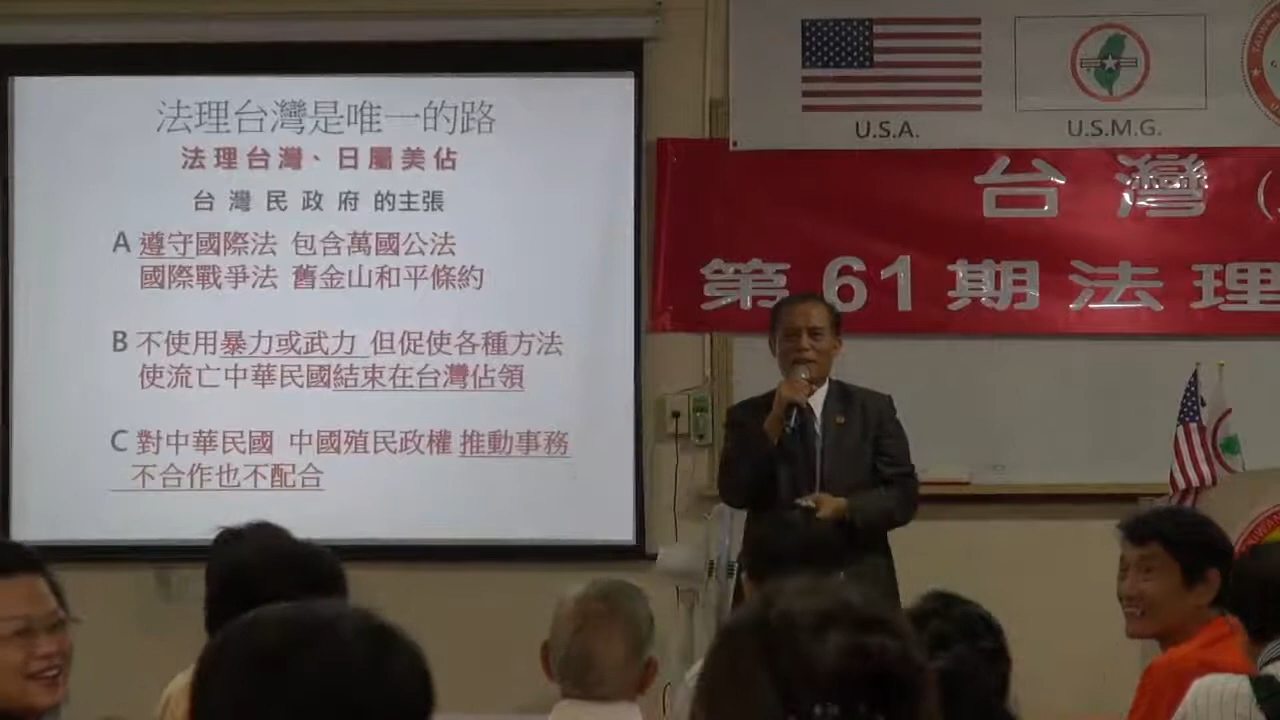 法理台灣是唯一的路
法理台灣、日屬美佔
台灣民政府 的主張
A 遵守國際法 包含萬國公法
國際戰爭法 舊金山和平條約
B 不使用暴力或武力 但促使各種方法
使流亡中華民國結束在台灣佔領
C 對中華民國 中國殖民政權 推動事務
不合作也不配合
U.S.A.
U.S.M.G.
台灣(
第61期法理